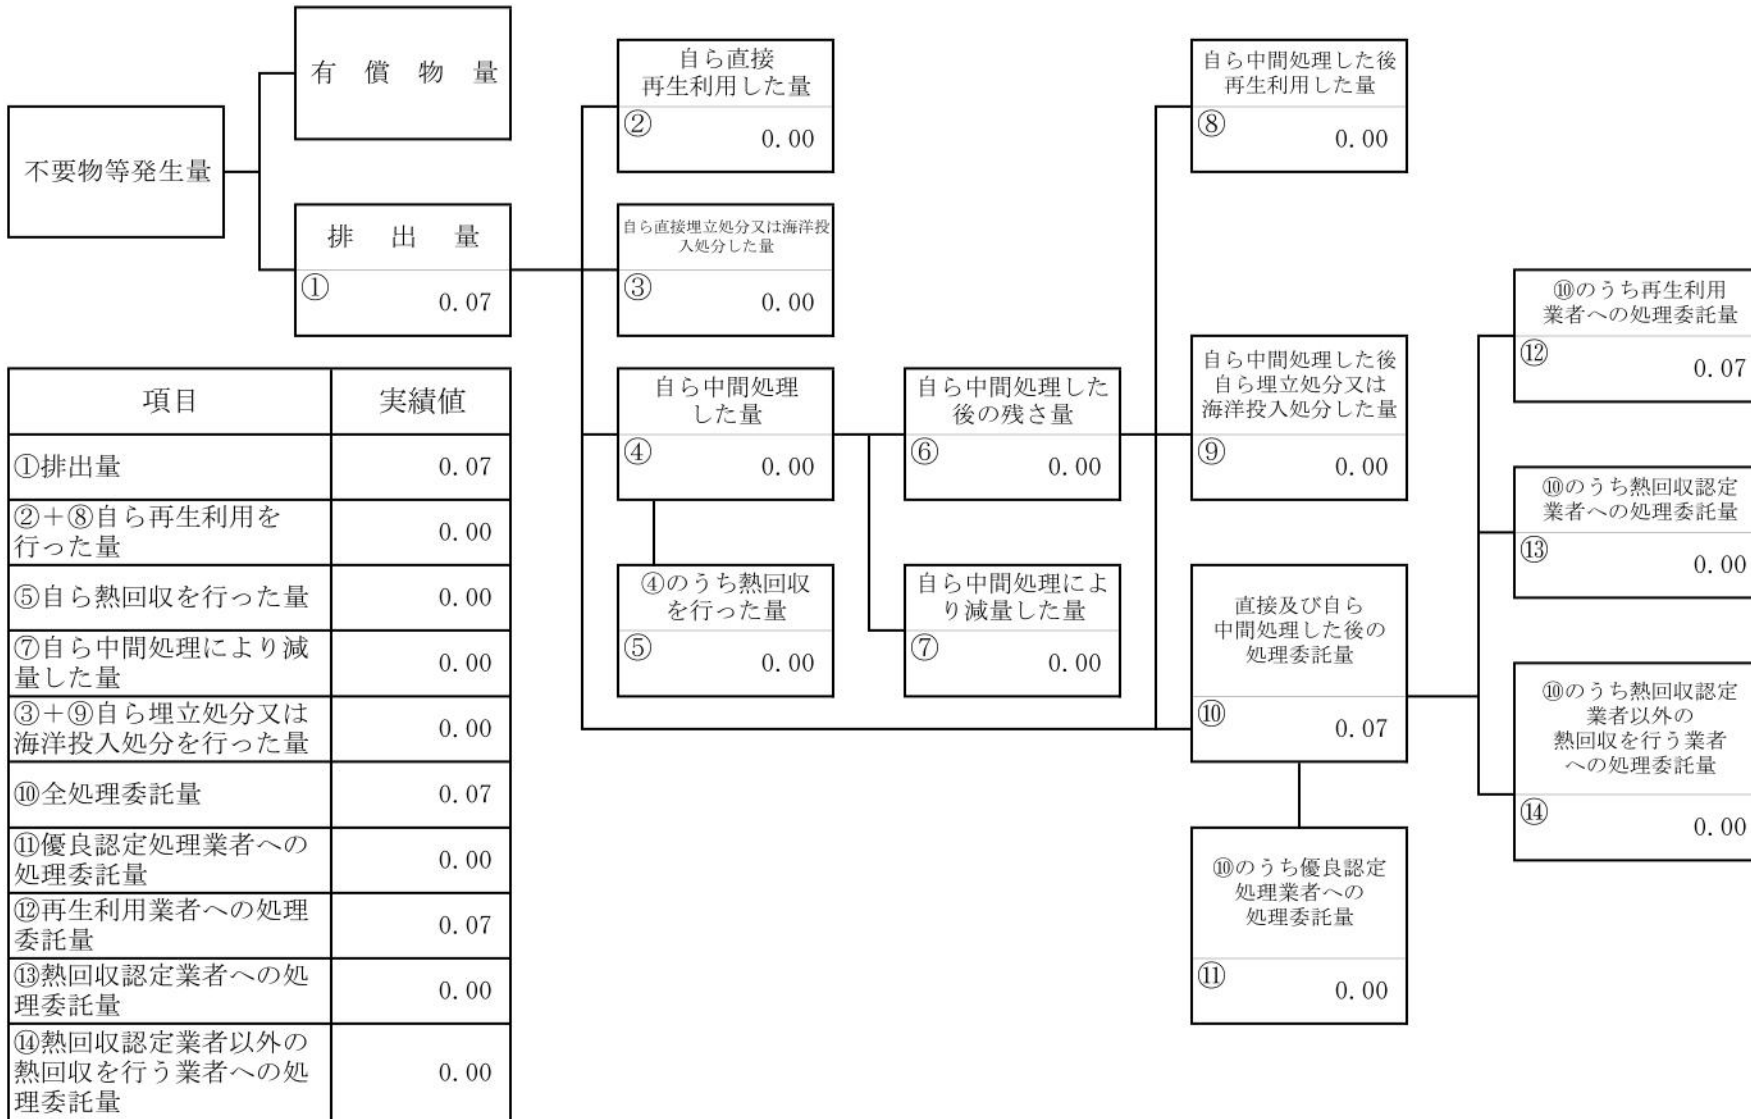 有償物量
不要物等発生量
排出量
①
0.07
自ら直接
再生利用した量
②
0.00
自ら直接埋立処分又は海洋投
入処分した量
③
0.00
自ら中間処理
した量
④
0.00
④のうち熱回収
を行った量
⑤
0.00
自ら中間処理した
後の残さ量
⑥
0.00
自ら中間処理によ
り減量した量
⑦
0.00
自ら中間処理した後
再生利用した量
⑧
0.00
自ら中間処理した後
自ら埋立処分又は
海洋投入処分した量
⑨
0.00
直接及び自ら
中間処理した後の
処理委託量
⑩
0.07
⑩のうち優良認定
処理業者への
処理委託量
⑪
0.00
⑩のうち再生利用
業者への処理委託量
⑫
0.07
⑩のうち熱回収認定
業者への処理委託量
⑬
0.00
⑩のうち熱回収認定
業者以外の
熱回収を行う業者
への処理委託量
⑭
0.00
項目 実績値
①排出量 0.07
②＋⑧自ら再生利用を
行った量 0.00
⑤自ら熱回収を行った量 0.00
⑦自ら中間処理により減
量した量 0.00
③＋⑨自ら埋立処分又は
海洋投入処分を行った量 0.00
⑩全処理委託量 0.07
⑪優良認定処理業者への
処理委託量 0.00
⑫再生利用業者への処理
委託量 0.07
⑬熱回収認定業者への処
理委託量 0.00
⑭熱回収認定業者以外の
熱回収を行う業者への処
理委託量 0.00